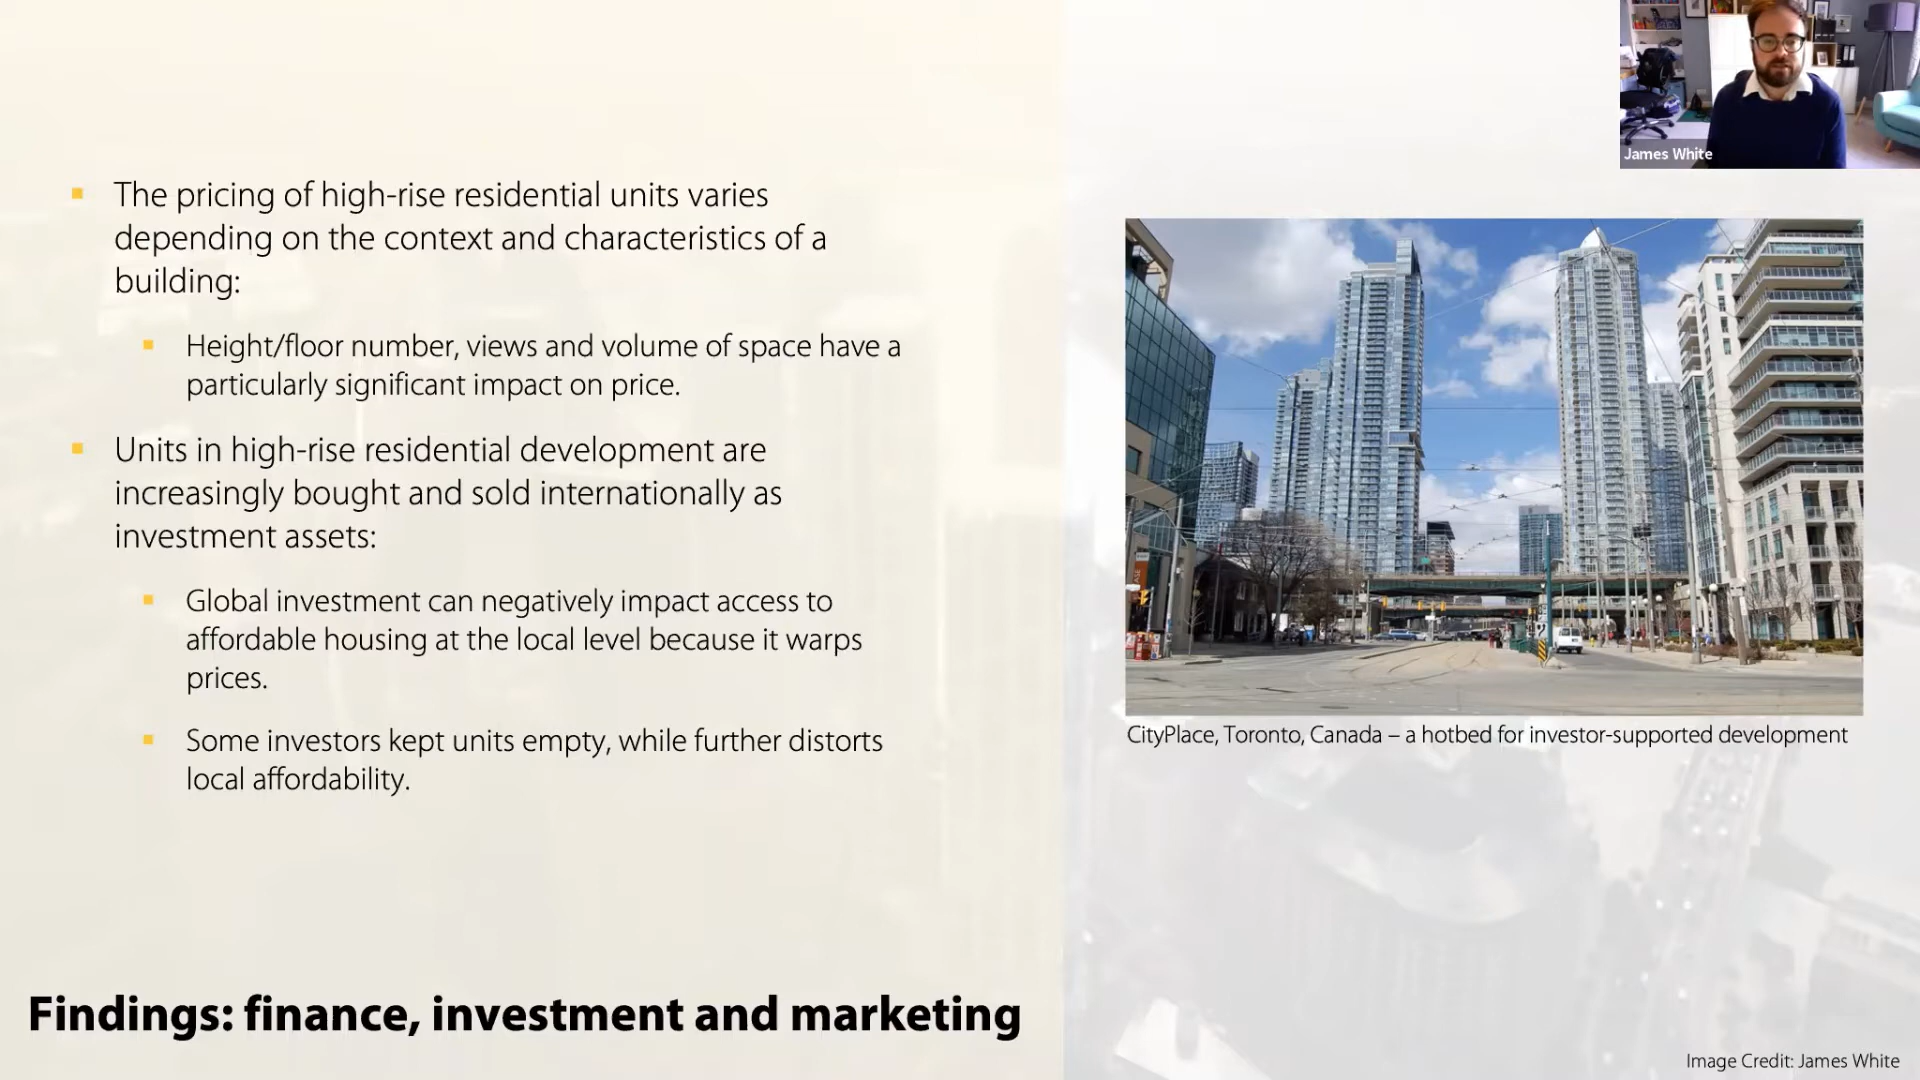 James White
The pricing of high-rise residential units varies
depending on the context and characteristics of a
building:
Height/floor number, views and volume of space have a
particularly significant impact on price.
Units in high-rise residential development are
increasingly bought and sold internationally as
investment assets:
Global investment can negatively impact access to
affordable housing at the local level because it warps
prices.
Some investors kept units empty, while further distorts
local affordability.
CityPlace, Toronto, Canada – a hotbed for investor-supported development
Findings: finance, investment and marketing
Image Credit: James White